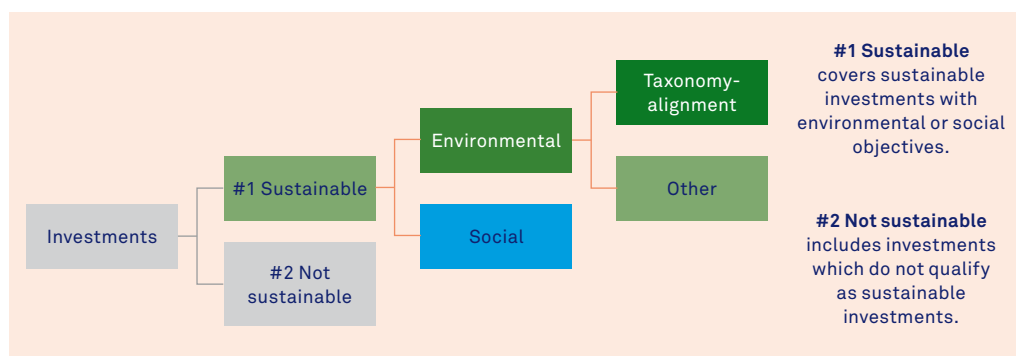 Investments
#1 Sustainable
#2 Not
sustainable
Environmental
Social
Taxonomy-
alignment
Other
#1 Sustainable
covers sustainable
investments with
environmental or social
objectives.
#2 Not sustainable
includes investments
which do not qualify
as sustainable
investments.